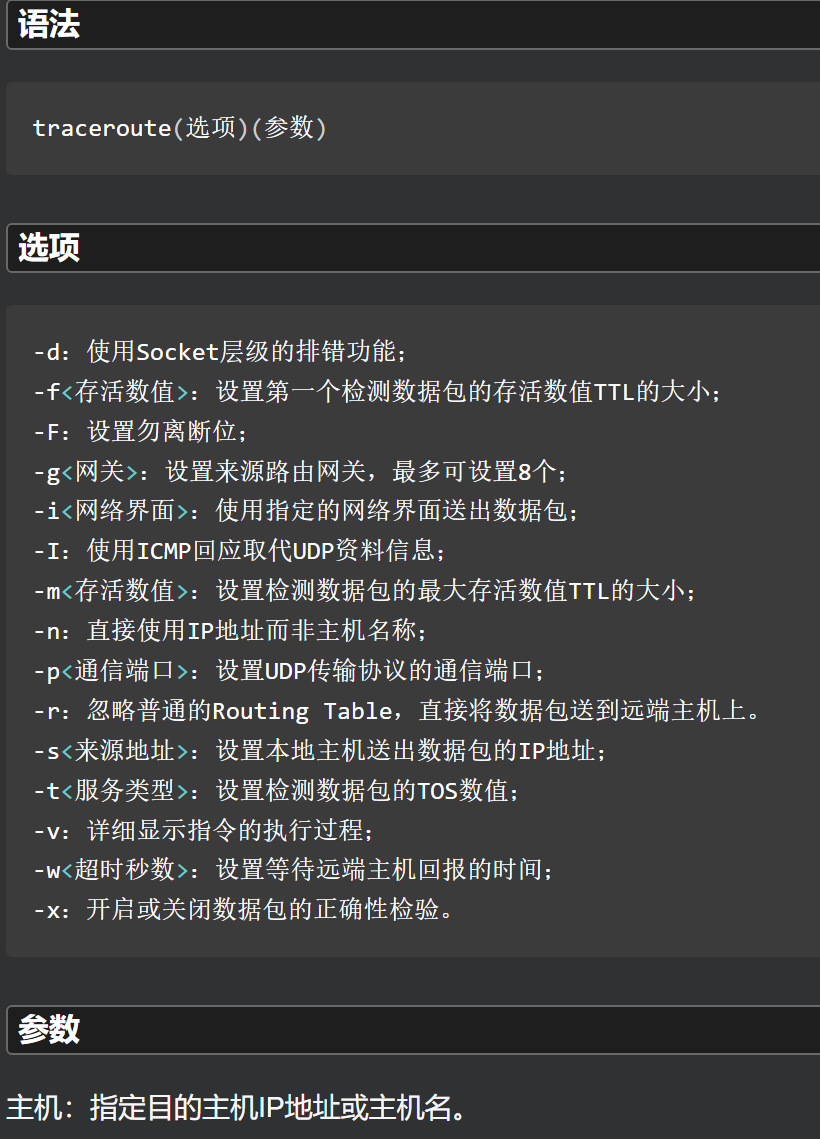 语法
traceroute(选项)(参数)
选项
-d：使用Socket层级的排错功能；
-f<存活数值>：设置第一个检测数据包的存活数值TTL的大小；
-F：设置勿离断位；
-g<网关>：设置来源路由网关，最多可设置8个；
-i<网络界面>：使用指定的网络界面送出数据包；
-I：使用ICMP回应取代UDP资料信息；
-m<存活数值>：设置检测数据包的最大存活数值TTL的大小；
-n：直接使用IP地址而非主机名称；
-p<通信端口>：设置UDP传输协议的通信端口；
-r：忽略普通的Routing Table，直接将数据包送到远端主机上。
-s<来源地址>：设置本地主机送出数据包的IP地址；
-t<服务类型>：设置检测数据包的TOS数值；
-v：详细显示指令的执行过程；
-w<超时秒数>：设置等待远端主机回报的时间；
-x：开启或关闭数据包的正确性检验。
参数
主机：指定目的主机IP地址或主机名。